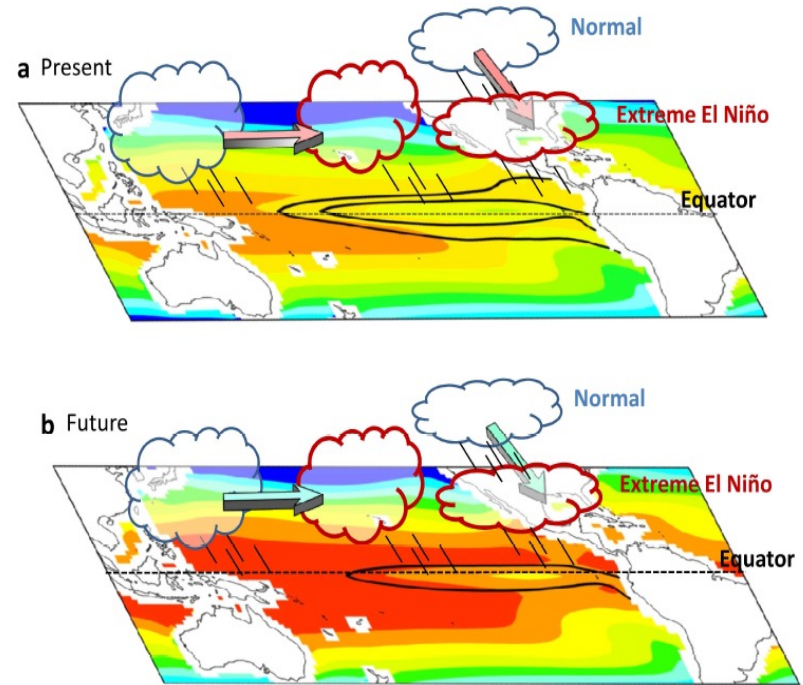 Normal
a Present
Extreme El Niño
Equator
Normal
b Future
Extreme El Niño
Equator